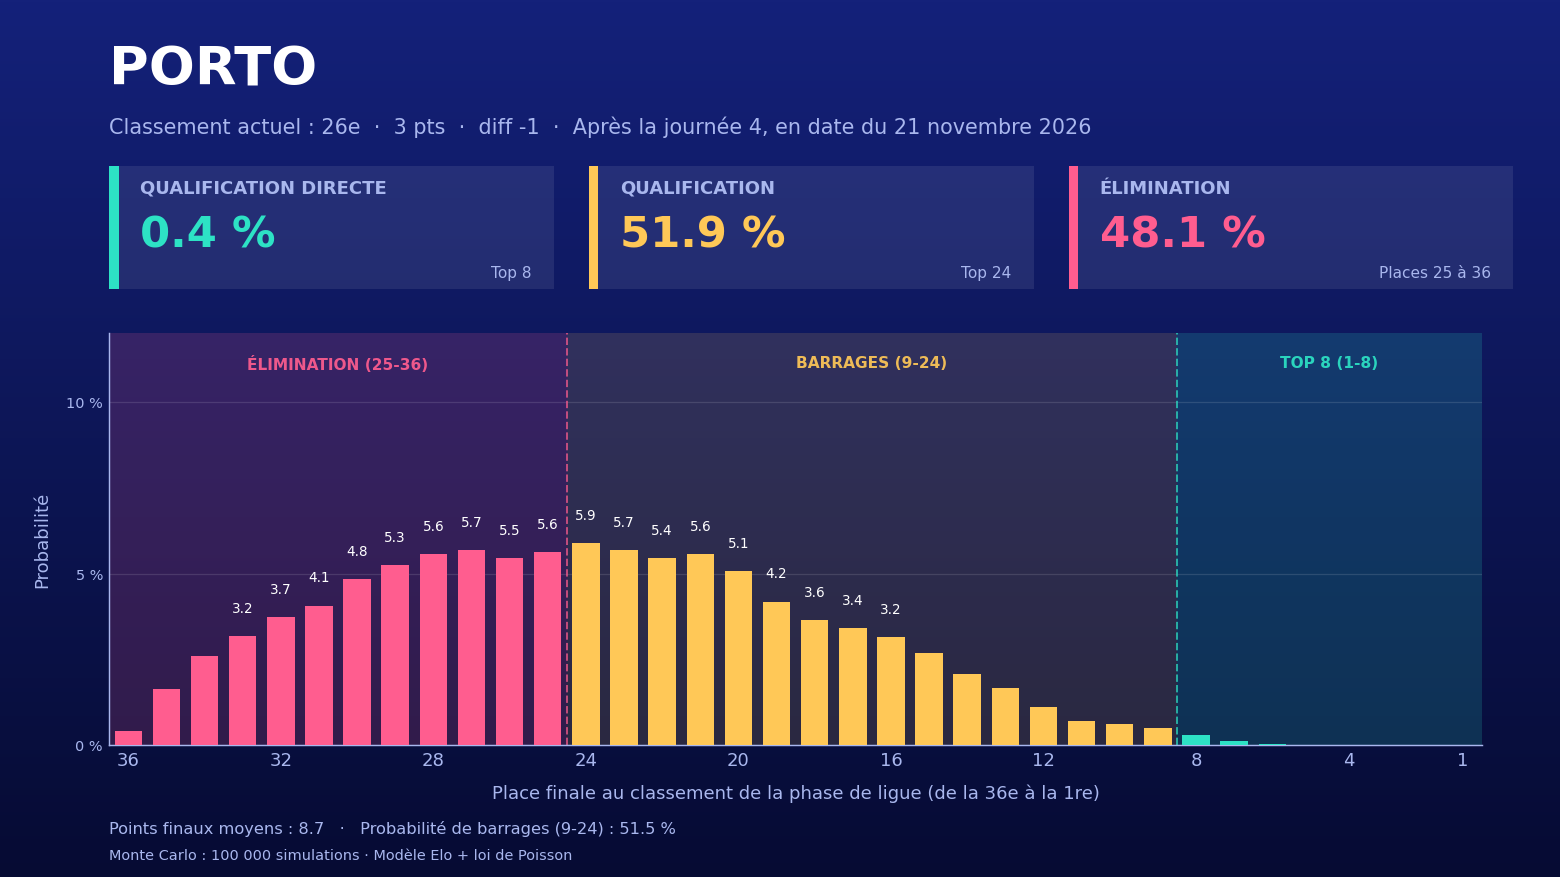 PORTO
Classement actuel : 26e · 3 pts · diff -1 · Après la journée 4, en date du 21 novembre 2026
QUALIFICATION DIRECTE
0.4 %
Top 8
QUALIFICATION
51.9 %
Top 24
ÉLIMINATION
48.1 %
Places 25 à 36
ÉLIMINATION (25-36)
BARRAGES (9-24)
TOP 8 (1-8)
Probabilité
10 %
5 %
0 %
3.2
3.7
4.1
4.8
5.3
5.6
5.7
5.5
5.6
5.9
5.7
5.4
5.6
5.1
4.2
3.6
3.4
3.2
36 32 28 24 20 16 12 8 4 1
Place finale au classement de la phase de ligue (de la 36e à la 1re)
Points finaux moyens : 8.7 · Probabilité de barrages (9-24) : 51.5 %
Monte Carlo : 100 000 simulations · Modèle Elo + loi de Poisson